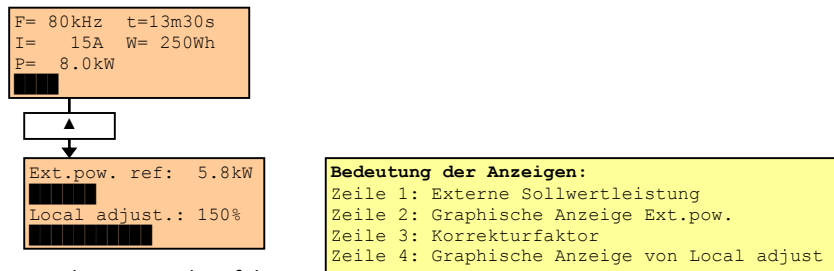 F= 80kHz t=13m30s
I= 15A W= 250Wh
P= 8.0kW
▲
Ext.pow. ref: 5.8kW
Local adjust.: 150%
Bedeutung der Anzeigen:
Zeile 1: Externe Sollwertleistung
Zeile 2: Graphische Anzeige Ext.pow.
Zeile 3: Korrekturfaktor
Zeile 4: Graphische Anzeige von Local adjust